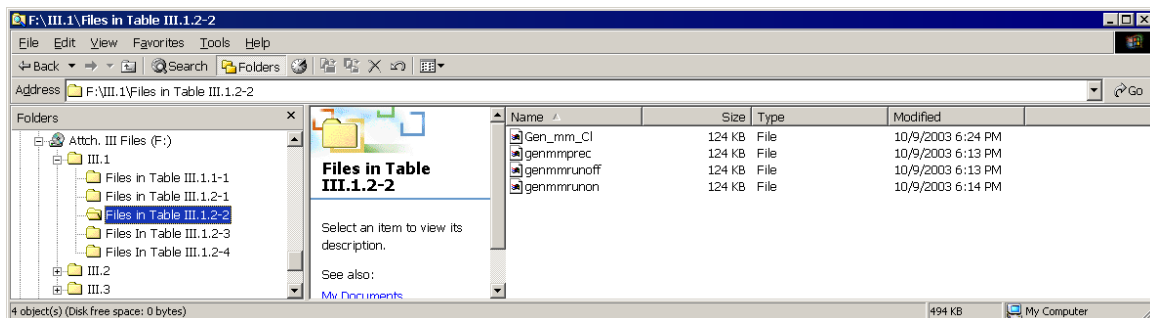 F:\III.1\Files in Table III.1.2-2
File Edit View Favorites Tools Help
Back Search Folders
Address F:\III.1\Files in Table III.1.2-2 Go
Folders
Attch. III Files (F:)
III.1
Files in Table III.1.1-1
Files in Table III.1.2-1
Files in Table III.1.2-2
Files In Table III.1.2-3
Files In Table III.1.2-4
III.2
III.3
Files in Table
III.1.2-2
Select an item to view its
description.
See also:
My Documents
Name Size Type Modified
Gen_mm_Cl 124 KB File 10/9/2003 6:24 PM
genmmprec 124 KB File 10/9/2003 6:13 PM
genmmrunoff 124 KB File 10/9/2003 6:13 PM
genmmrunon 124 KB File 10/9/2003 6:14 PM
4 object(s) (Disk free space: 0 bytes) 494 KB My Computer